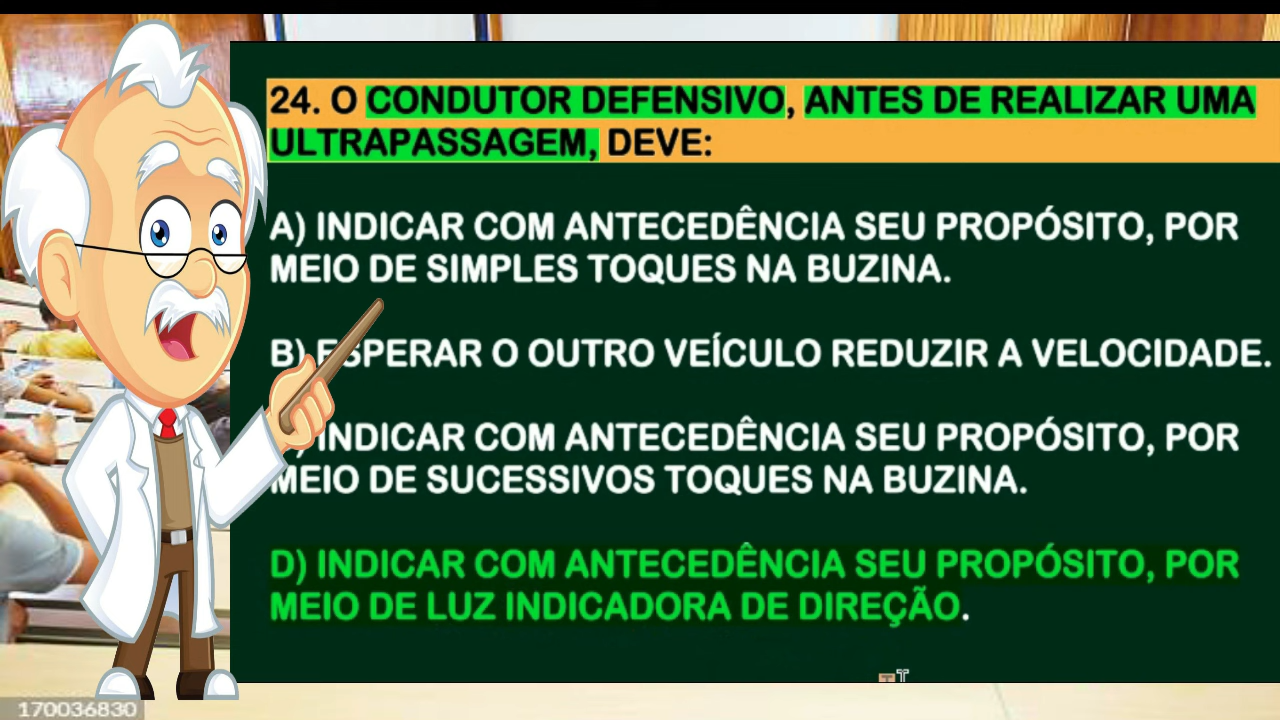 24. O CONDUTOR DEFENSIVO, ANTES DE REALIZAR UMA
ULTRAPASSAGEM, DEVE:
A) INDICAR COM ANTECEDÊNCIA SEU PROPÓSITO, POR
MEIO DE SIMPLES TOQUES NA BUZINA.
B) ESPERAR O OUTRO VEÍCULO REDUZIR A VELOCIDADE.
) INDICAR COM ANTECEDÊNCIA SEU PROPÓSITO, POR
MEIO DE SUCESSIVOS TOQUES NA BUZINA.
D) INDICAR COM ANTECEDÊNCIA SEU PROPÓSITO, POR
MEIO DE LUZ INDICADORA DE DIREÇÃO.
170036830